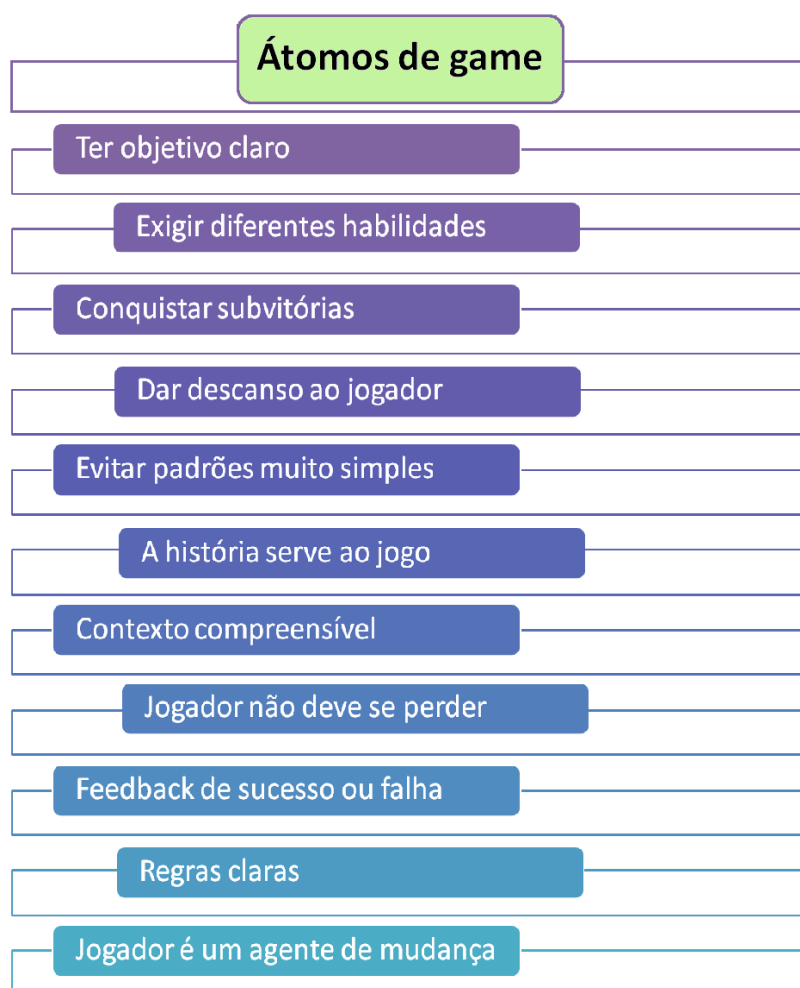 Átomos de game
Ter objetivo claro
Exigir diferentes habilidades
Conquistar subvitórias
Dar descanso ao jogador
Evitar padrões muito simples
A história serve ao jogo
Contexto compreensível
Jogador não deve se perder
Feedback de sucesso ou falha
Regras claras
Jogador é um agente de mudança